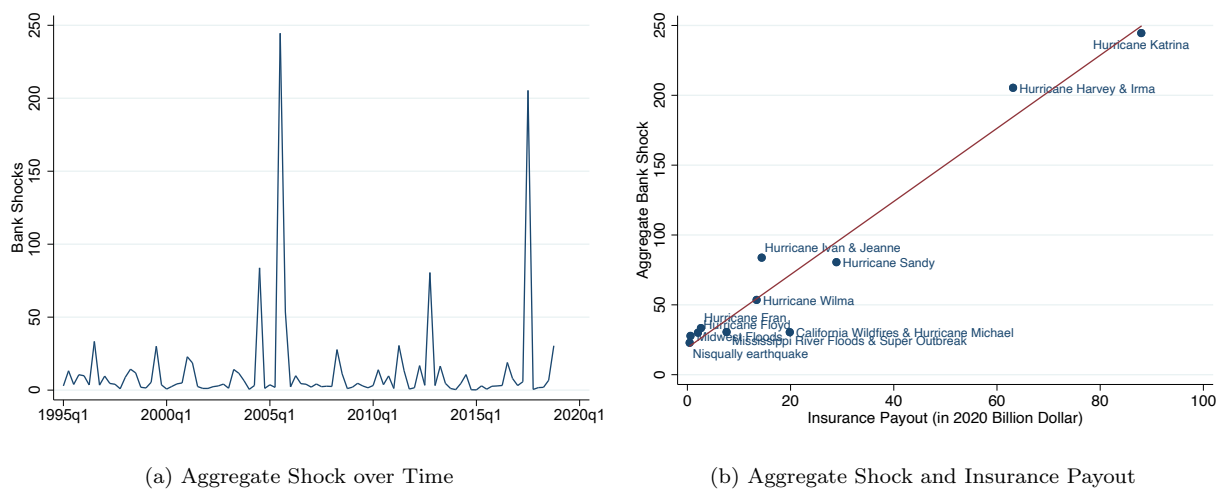 250
200
150
100
50
0
Bank Shocks
1995q1 2000q1 2005q1 2010q1 2015q1 2020q1
(a) Aggregate Shock over Time
250
200
150
100
50
0
Aggregate Bank Shock
Hurricane Katrina
Hurricane Harvey & Irma
Hurricane Ivan & Jeanne
Hurricane Sandy
Hurricane Wilma
Hurricane Fran
Hurricane Floyd
California Wildfires & Hurricane Michael
Midwest Floods
Mississippi River Floods & Super Outbreak
Nisqually earthquake
0 20 40 60 80 100
Insurance Payout (in 2020 Billion Dollar)
(b) Aggregate Shock and Insurance Payout